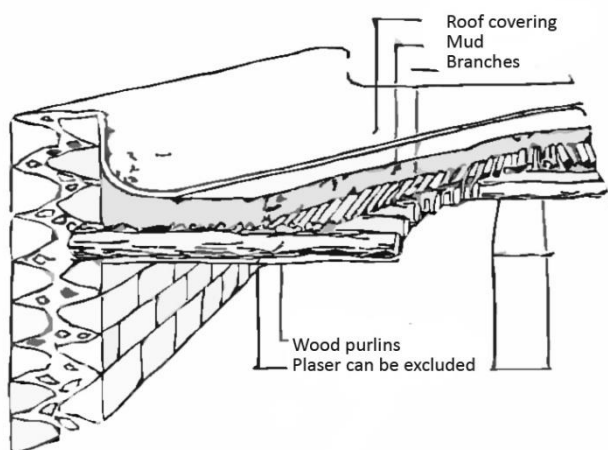 Roof covering
Mud
Branches
Wood purlins
Plaser can be excluded